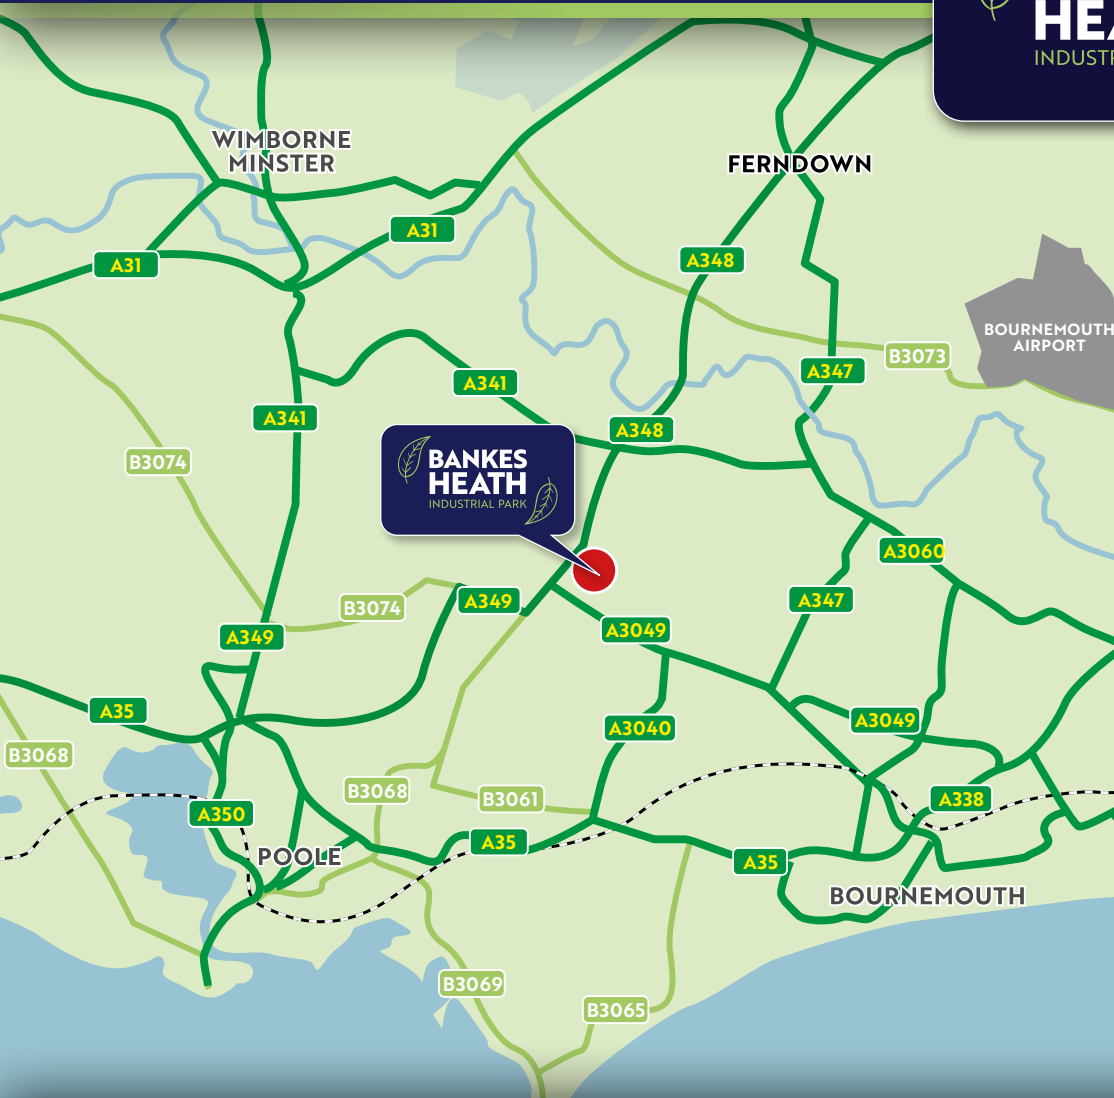 HEA
INDUSTR
WIMBORNE
MINSTER
FERNDOWN
A31
A31
A348
BOURNEMOUTH
AIRPORT
B3073
A347
A341
A341
A348
B3074
BANKES
HEATH
INDUSTRIAL PARK
A3060
A349
B3074
A347
A349
A3049
A35
A3049
A3040
B3068
B3068
B3061
A338
A350
A35
POOLE
A35
BOURNEMOUTH
B3069
B3065